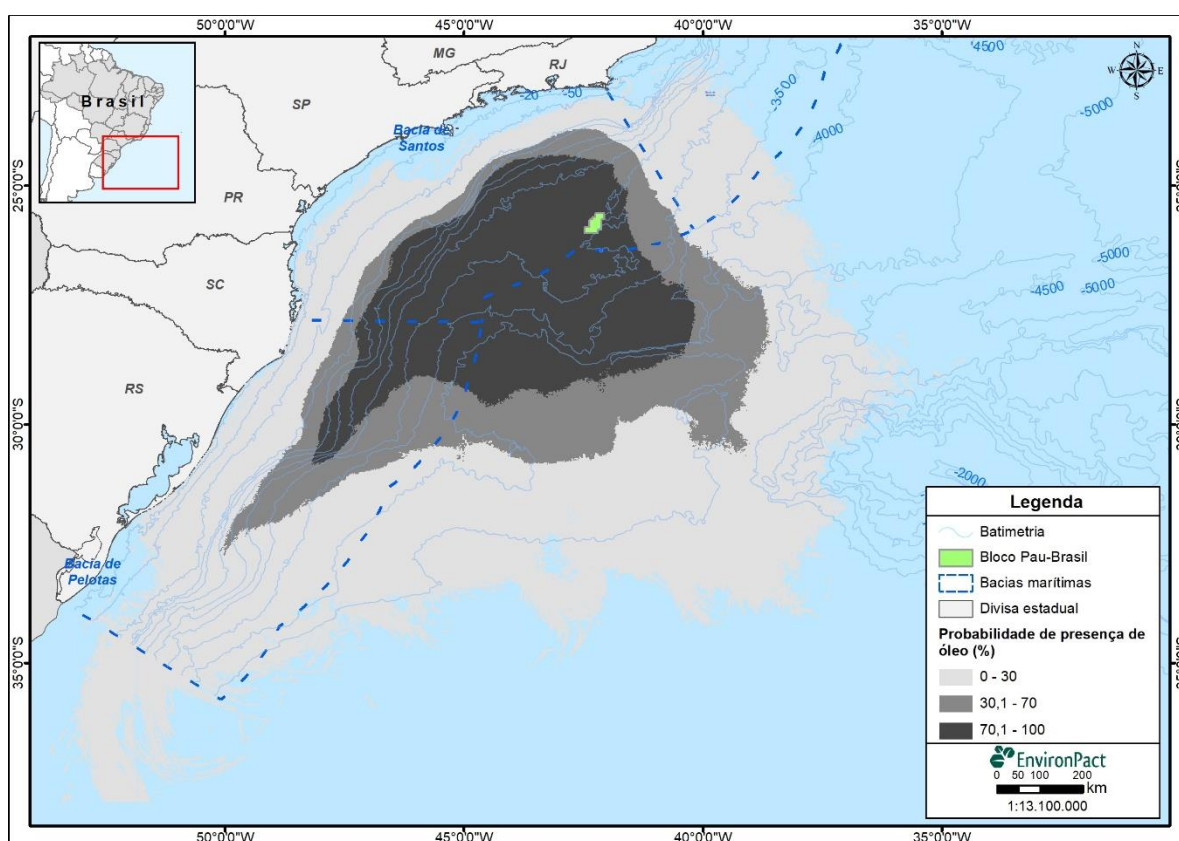 50°0'0"W
45°0'0"W
40°0'0"W
35°0'0"W
Brasil
MG
RJ
SP
PR
SC
RS
Bacia de
Santos
Bacia de
Pelotas
-20
-50
-3500
-4000
-4500
-5000
-5000
-4500
-5000
-2000
N
W
E
S
25°0'0"S
30°0'0"S
35°0'0"S
Legenda
Batimetria
Bloco Pau-Brasil
Bacias marítimas
Divisa estadual
Probabilidade de presença de
óleo (%)
0 - 30
30,1 - 70
70,1 - 100
EnvironPact
0 50 100 200
km
1:13.100.000
50°0'0"W
45°0'0"W
40°0'0"W
35°0'0"W